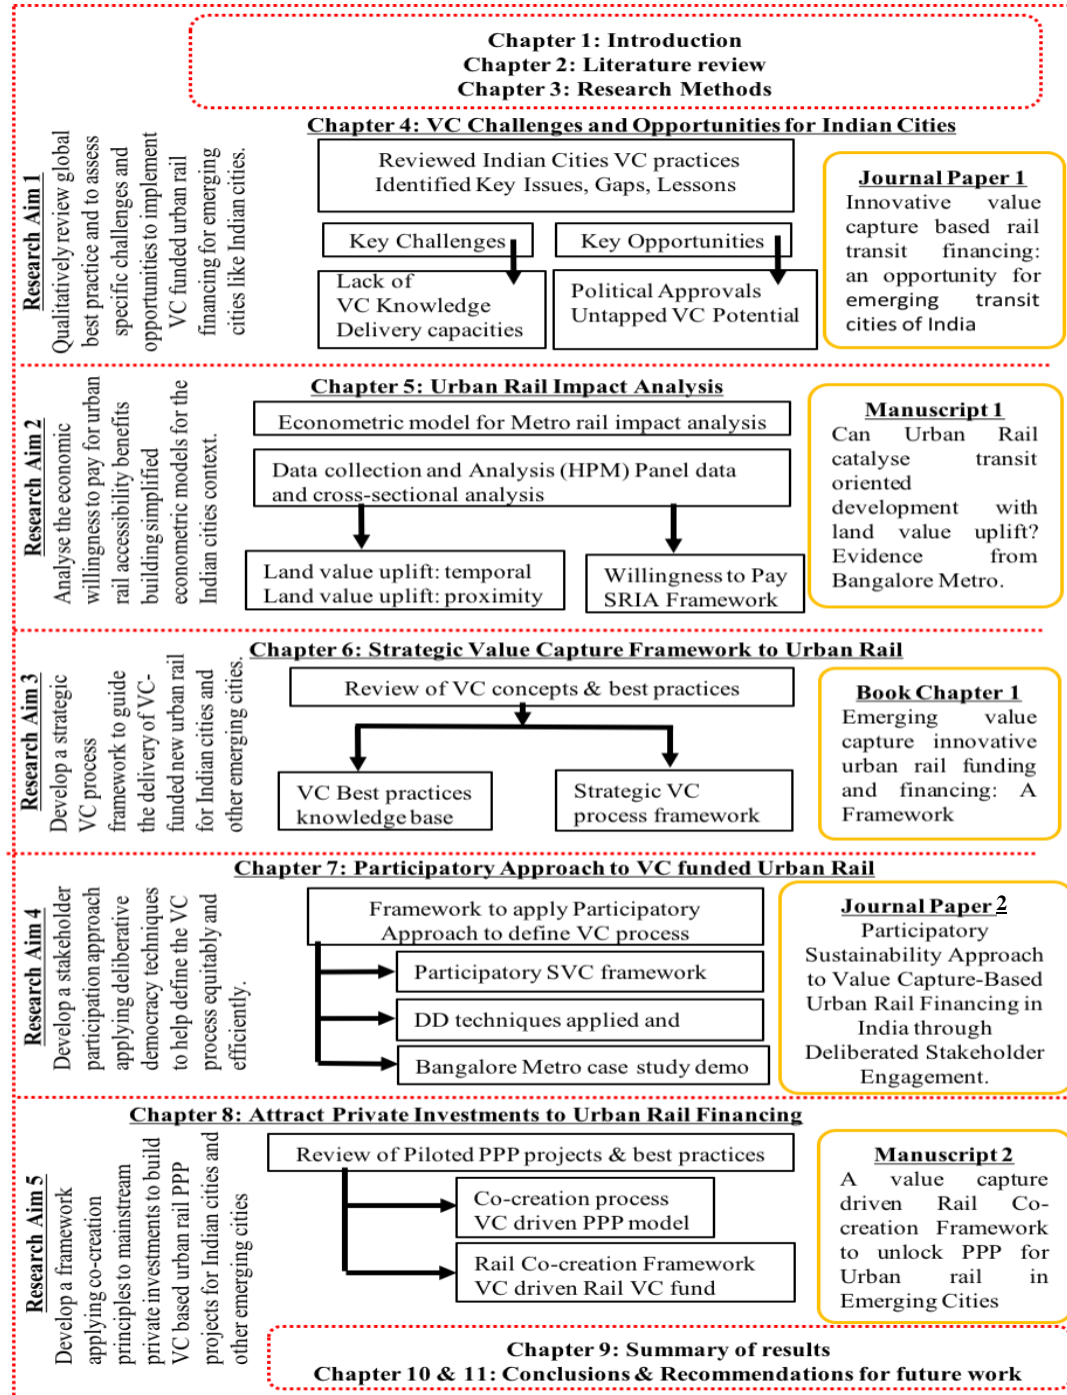 Chapter 1: Introduction
Chapter 2: Literature review
Chapter 3: Research Methods
Research Aim 1
Qualitatively review global
best practice and to assess
specific challenges and
opportunities to implement
VC funded urban rail
financing for emerging
cities like Indian cities.
Chapter 4: VC Challenges and Opportunities for Indian Cities
Reviewed Indian Cities VC practices
Identified Key Issues, Gaps, Lessons
Key Challenges
Key Opportunities
Lack of
VC Knowledge
Delivery capacities
Political Approvals
Untapped VC Potential
Journal Paper 1
Innovative value
capture based rail
transit financing:
an opportunity for
emerging transit
cities of India
Research Aim 2
Analyse the economic
willingness to pay for urban
rail accessibility benefits
building simplified
econometric models for the
Indian cities context.
Chapter 5: Urban Rail Impact Analysis
Econometric model for Metro rail impact analysis
Data collection and Analysis (HPM) Panel data
and cross-sectional analysis
Land value uplift: temporal
Land value uplift: proximity
Willingness to Pay
SRIA Framework
Manuscript 1
Can Urban Rail
catalyse transit
oriented
development with
land value uplift?
Evidence from
Bangalore Metro.
Research Aim 3
Develop a strategic
VC process
framework to guide
the delivery of VC-
funded new urban rail
for Indian cities and
other emerging cities.
Chapter 6: Strategic Value Capture Framework to Urban Rail
Review of VC concepts & best practices
VC Best practices
knowledge base
Strategic VC
process framework
Book Chapter 1
Emerging value
capture innovative
urban rail funding
and financing: A
Framework
Research Aim 4
Develop a stakeholder
participation approach
applying deliberative
democracy techniques
to help define the VC
process equitably and
efficiently.
Chapter 7: Participatory Approach to VC funded Urban Rail
Framework to apply Participatory
Approach to define VC process
Participatory SVC framework
DD techniques applied and
Bangalore Metro case study demo
Journal Paper 2
Participatory
Sustainability Approach
to Value Capture-Based
Urban Rail Financing in
India through
Deliberated Stakeholder
Engagement.
Research Aim 5
Develop a framework
applying co-creation
principles to mainstream
private investments to build
VC based urban rail PPP
projects for Indian cities and
other emerging cities
Chapter 8: Attract Private Investments to Urban Rail Financing
Review of Piloted PPP projects & best practices
Co-creation process
VC driven PPP model
Rail Co-creation Framework
VC driven Rail VC fund
Manuscript 2
A value capture
driven Rail Co-
creation Framework
to unlock PPP for
Urban rail in
Emerging Cities
Chapter 9: Summary of results
Chapter 10 & 11: Conclusions & Recommendations for future work